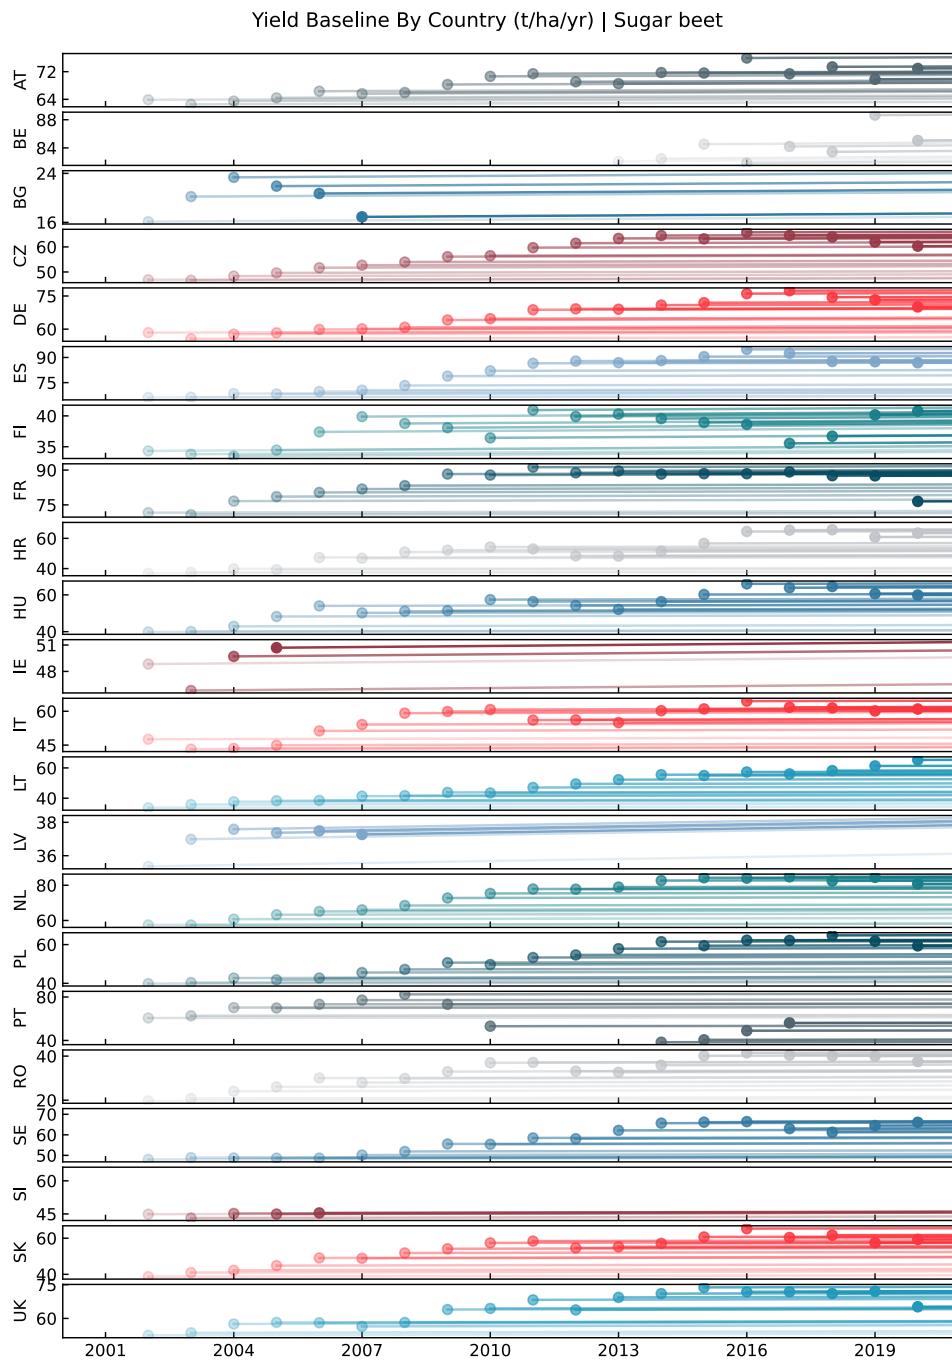 Yield Baseline By Country (t/ha/yr) | Sugar beet
AT
72
64
BE
88
84
BG
24
16
CZ
60
50
DE
75
60
ES
90
75
FI
40
35
FR
90
75
HR
60
40
HU
60
40
IE
51
48
IT
60
45
LT
60
40
LV
38
36
NL
80
60
PL
60
40
PT
80
40
RO
40
20
SE
70
60
50
SI
60
45
SK
60
40
UK
75
60
2001 2004 2007 2010 2013 2016 2019